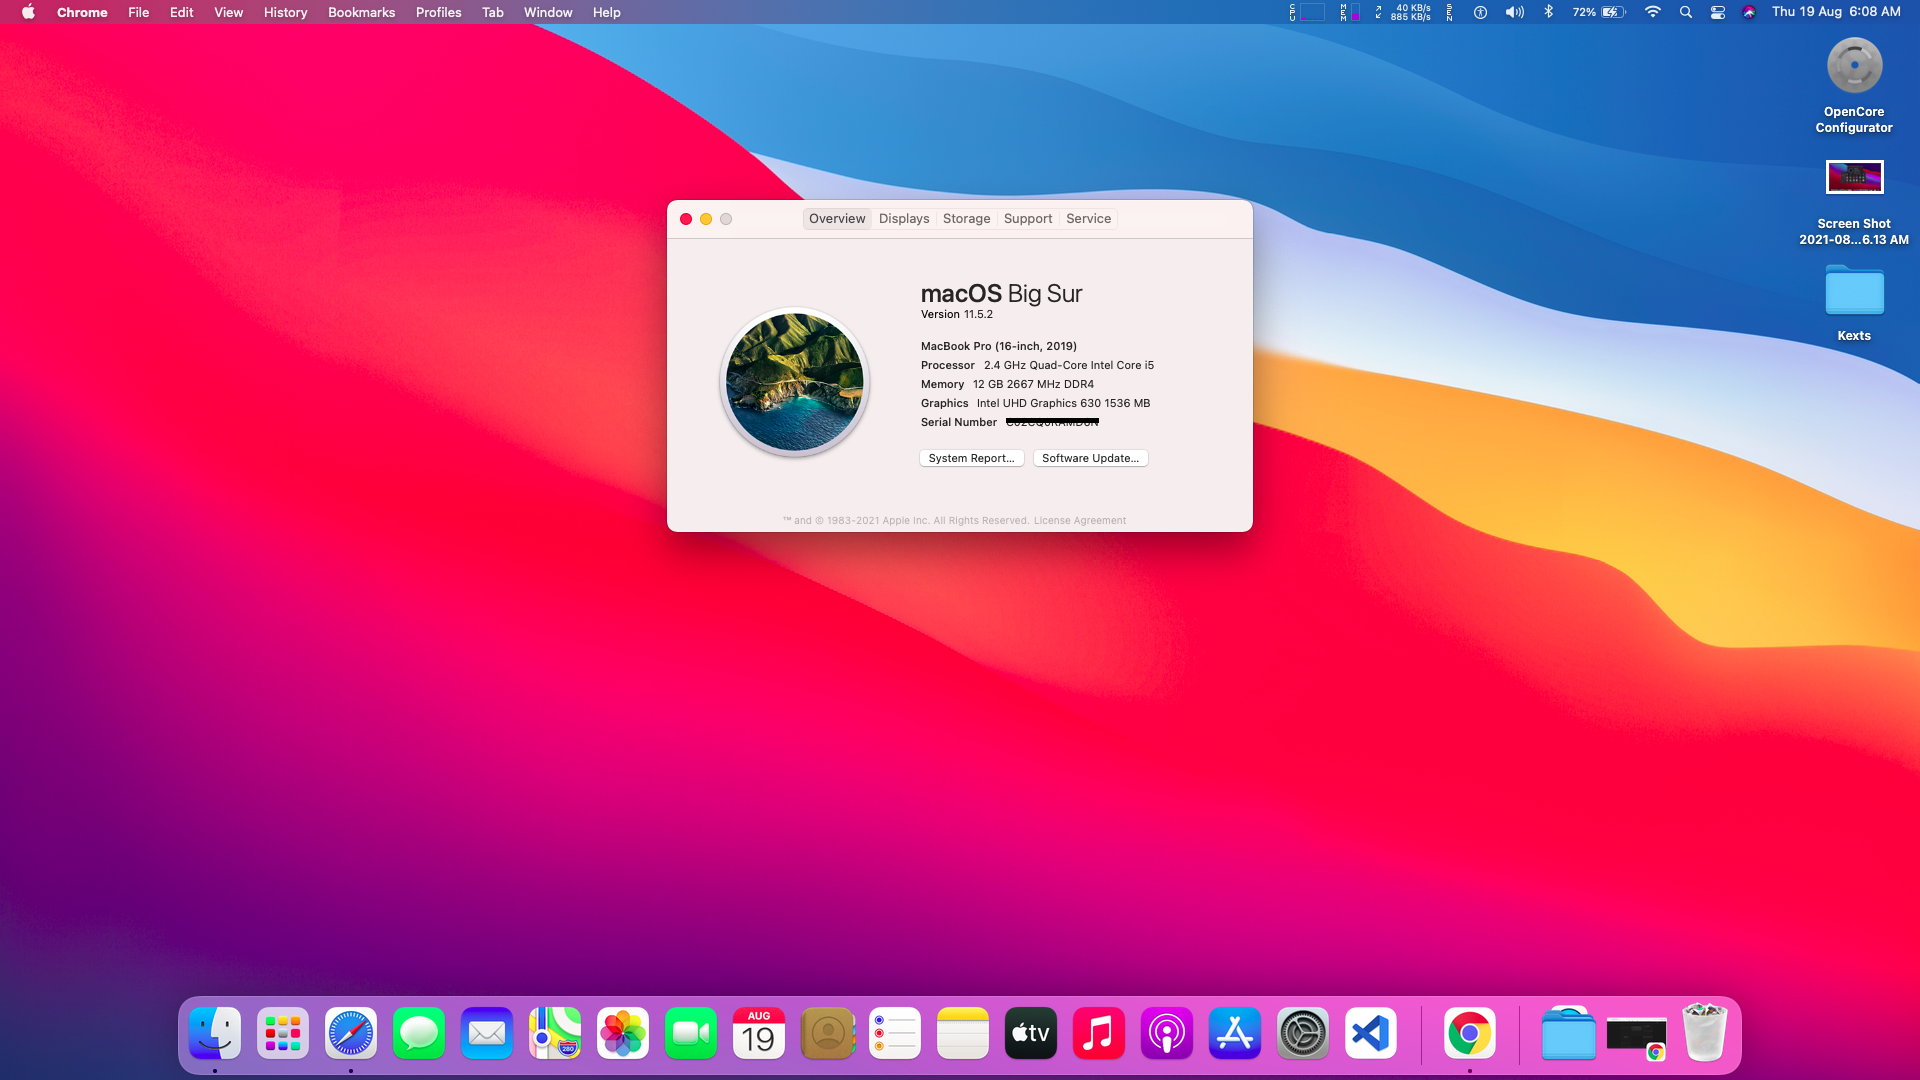 Chrome File Edit View History Bookmarks Profiles Tab Window Help
CPU MEM 40 KB/s 885 KB/s SEN 72% Thu 19 Aug 6:08 AM
OpenCore
Configurator
Screen Shot
2021-08...6.13 AM
Kexts
Overview Displays Storage Support Service
macOS Big Sur
Version 11.5.2
MacBook Pro (16-inch, 2019)
Processor 2.4 GHz Quad-Core Intel Core i5
Memory 12 GB 2667 MHz DDR4
Graphics Intel UHD Graphics 630 1536 MB
Serial Number
System Report... Software Update...
™ and © 1983-2021 Apple Inc. All Rights Reserved. License Agreement
AUG
19
tv
280